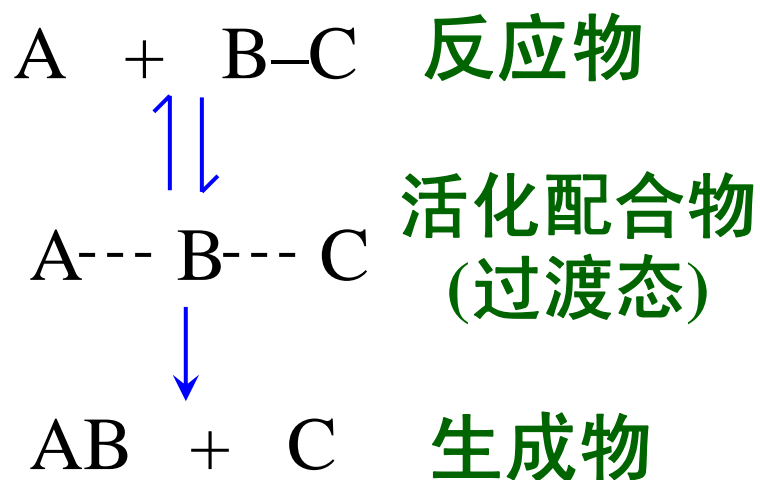 A + B–C 反应物
A--- B--- C 活化配合物
(过渡态)
AB + C 生成物